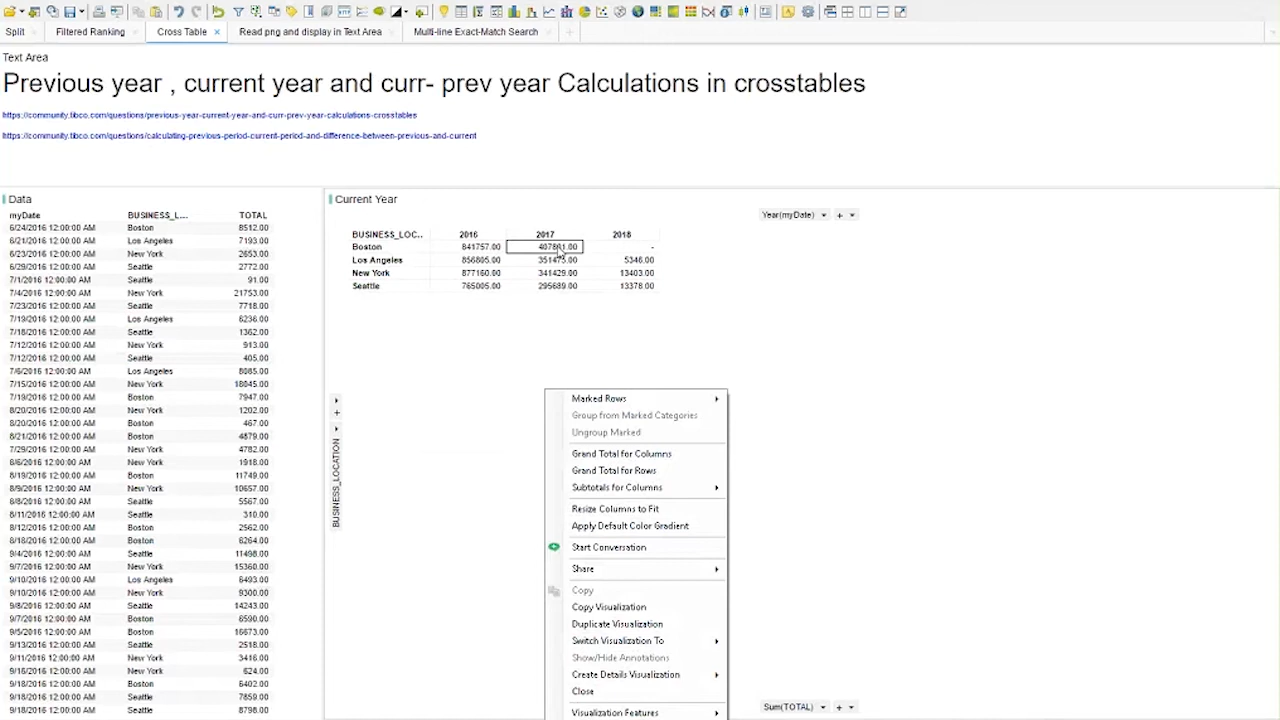 Split
Filtered Ranking
Cross Table
Read png and display in Text Area
Multi-line Exact-Match Search
Text Area
Previous year , current year and curr- prev year Calculations in crosstables
https://community.tibco.com/questions/previous-year-current-year-and-curr-prev-year-calculations-crosstables
https://community.tibco.com/questions/calculating-previous-period-current-period-and-difference-between-previous-and-current
Data
myDate BUSINESS_L... TOTAL
6/24/2016 12:00:00 AM Boston 8512.00
6/21/2016 12:00:00 AM Los Angeles 7193.00
6/23/2016 12:00:00 AM New York 2653.00
6/29/2016 12:00:00 AM Seattle 2772.00
7/1/2016 12:00:00 AM Seattle 91.00
7/4/2016 12:00:00 AM New York 21753.00
7/23/2016 12:00:00 AM Seattle 7718.00
7/19/2016 12:00:00 AM Los Angeles 6236.00
7/18/2016 12:00:00 AM Seattle 1362.00
7/12/2016 12:00:00 AM New York 913.00
7/12/2016 12:00:00 AM Seattle 405.00
7/6/2016 12:00:00 AM Los Angeles 8085.00
7/15/2016 12:00:00 AM New York 18045.00
7/19/2016 12:00:00 AM Boston 7947.00
8/20/2016 12:00:00 AM New York 1202.00
8/20/2016 12:00:00 AM Boston 467.00
8/21/2016 12:00:00 AM Boston 4879.00
7/29/2016 12:00:00 AM New York 4782.00
8/6/2016 12:00:00 AM New York 1918.00
8/19/2016 12:00:00 AM Boston 11749.00
8/9/2016 12:00:00 AM New York 10657.00
8/8/2016 12:00:00 AM Seattle 5567.00
8/11/2016 12:00:00 AM Seattle 310.00
8/12/2016 12:00:00 AM Boston 2562.00
8/18/2016 12:00:00 AM Boston 6264.00
9/4/2016 12:00:00 AM Seattle 11498.00
9/7/2016 12:00:00 AM New York 15360.00
9/10/2016 12:00:00 AM Los Angeles 6493.00
9/10/2016 12:00:00 AM New York 9300.00
9/8/2016 12:00:00 AM Seattle 14243.00
9/7/2016 12:00:00 AM Boston 6590.00
9/5/2016 12:00:00 AM Boston 16673.00
9/13/2016 12:00:00 AM Seattle 2518.00
9/11/2016 12:00:00 AM New York 3416.00
9/16/2016 12:00:00 AM New York 624.00
9/18/2016 12:00:00 AM Boston 6402.00
9/18/2016 12:00:00 AM Seattle 7859.00
9/18/2016 12:00:00 AM Seattle 8798.00
Current Year
Year(myDate)
BUSINESS_LOC.. 2016 2017 2018
Boston 841757.00 -
Los Angeles 856805.00 351475.00 5346.00
New York 877160.00 341429.00 13403.00
Seattle 765005.00 295689.00 13378.00
BUSINESS_LOCATION
Marked Rows
Group from Marked Categories
Ungroup Marked
Grand Total for Columns
Grand Total for Rows
Subtotals for Columns
Resize Columns to Fit
Apply Default Color Gradient
Start Conversation
Share
Copy
Copy Visualization
Duplicate Visualization
Switch Visualization To
Show/Hide Annotations
Create Details Visualization
Close
Visualization Features
Sum(TOTAL)